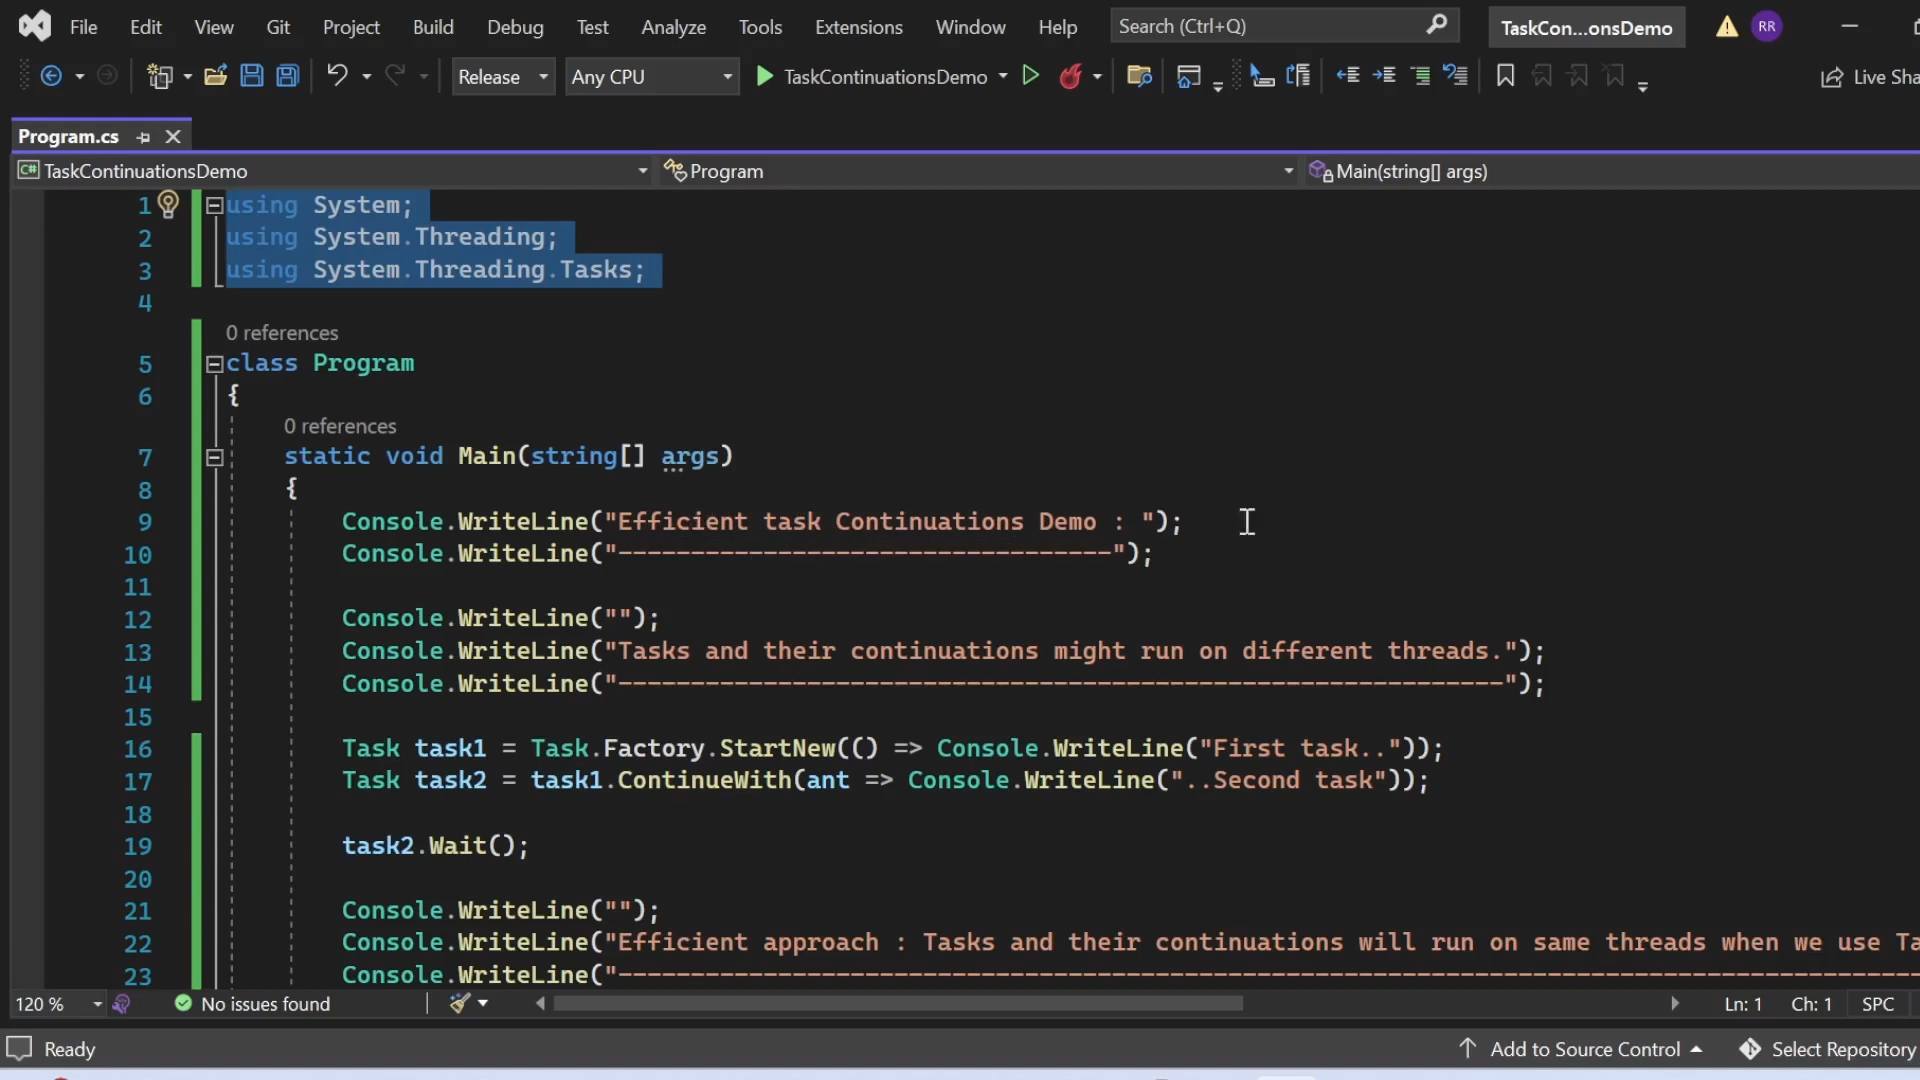 File Edit View Git Project Build Debug Test Analyze Tools Extensions Window Help Search (Ctrl+Q) TaskCon...onsDemo RR
Release Any CPU TaskContinuationsDemo Live Sha
Program.cs
C# TaskContinuationsDemo Program Main(string[] args)
1 using System;
2 using System.Threading;
3 using System.Threading.Tasks;
4
0 references
5 class Program
6 {
0 references
7 static void Main(string[] args)
8 {
9 Console.WriteLine("Efficient task Continuations Demo : ");
10 Console.WriteLine("----------------------------------");
11
12 Console.WriteLine("");
13 Console.WriteLine("Tasks and their continuations might run on different threads.");
14 Console.WriteLine("-------------------------------------------------------------");
15
16 Task task1 = Task.Factory.StartNew(() => Console.WriteLine("First task.."));
17 Task task2 = task1.ContinueWith(ant => Console.WriteLine("..Second task"));
18
19 task2.Wait();
20
21 Console.WriteLine("");
22 Console.WriteLine("Efficient approach : Tasks and their continuations will run on same threads when we use Ta
23 Console.WriteLine("------------------------------------------------------------------------------------------
120 % No issues found Ln: 1 Ch: 1 SPC
Ready Add to Source Control Select Repository